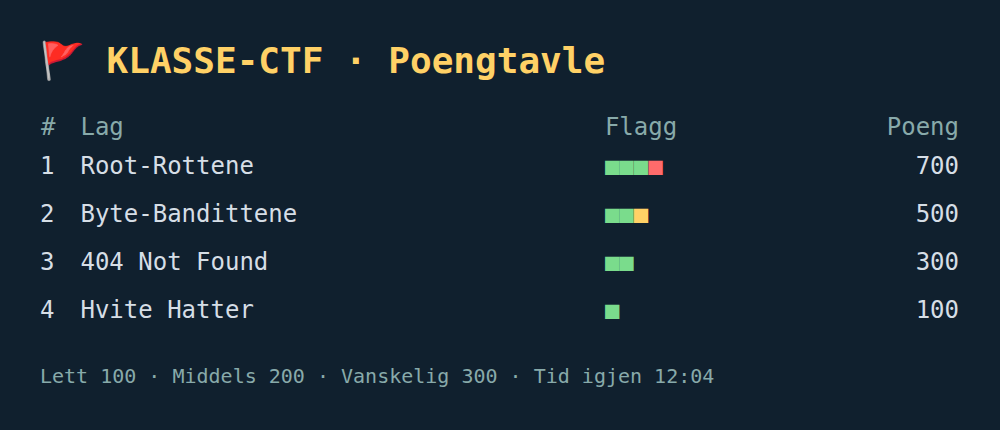 KLASSE-CTF · Poengtavle
# Lag Flagg Poeng
1 Root-Rottene 700
2 Byte-Bandittene 500
3 404 Not Found 300
4 Hvite Hatter 100
Lett 100 · Middels 200 · Vanskelig 300 · Tid igjen 12:04